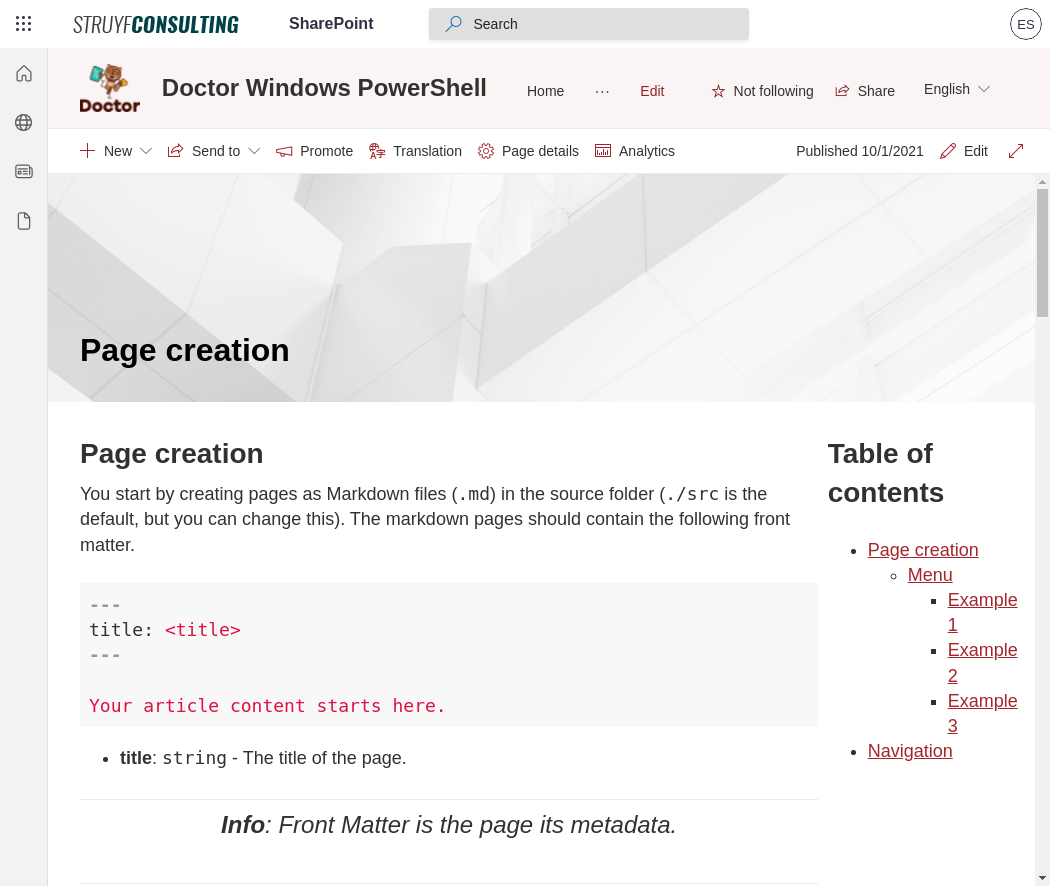 STRUYFCONSULTING SharePoint Search ES
Doctor Doctor Windows PowerShell Home ··· Edit Not following Share English
New Send to Promote Translation Page details Analytics Published 10/1/2021 Edit
Page creation
Page creation
You start by creating pages as Markdown files (.md) in the source folder (./src is the
default, but you can change this). The markdown pages should contain the following front
matter.
---
title: <title>
---
Your article content starts here.
• title: string - The title of the page.
Info: Front Matter is the page its metadata.
Table of
contents
• Page creation
◦ Menu
▪ Example
1
▪ Example
2
▪ Example
3
• Navigation